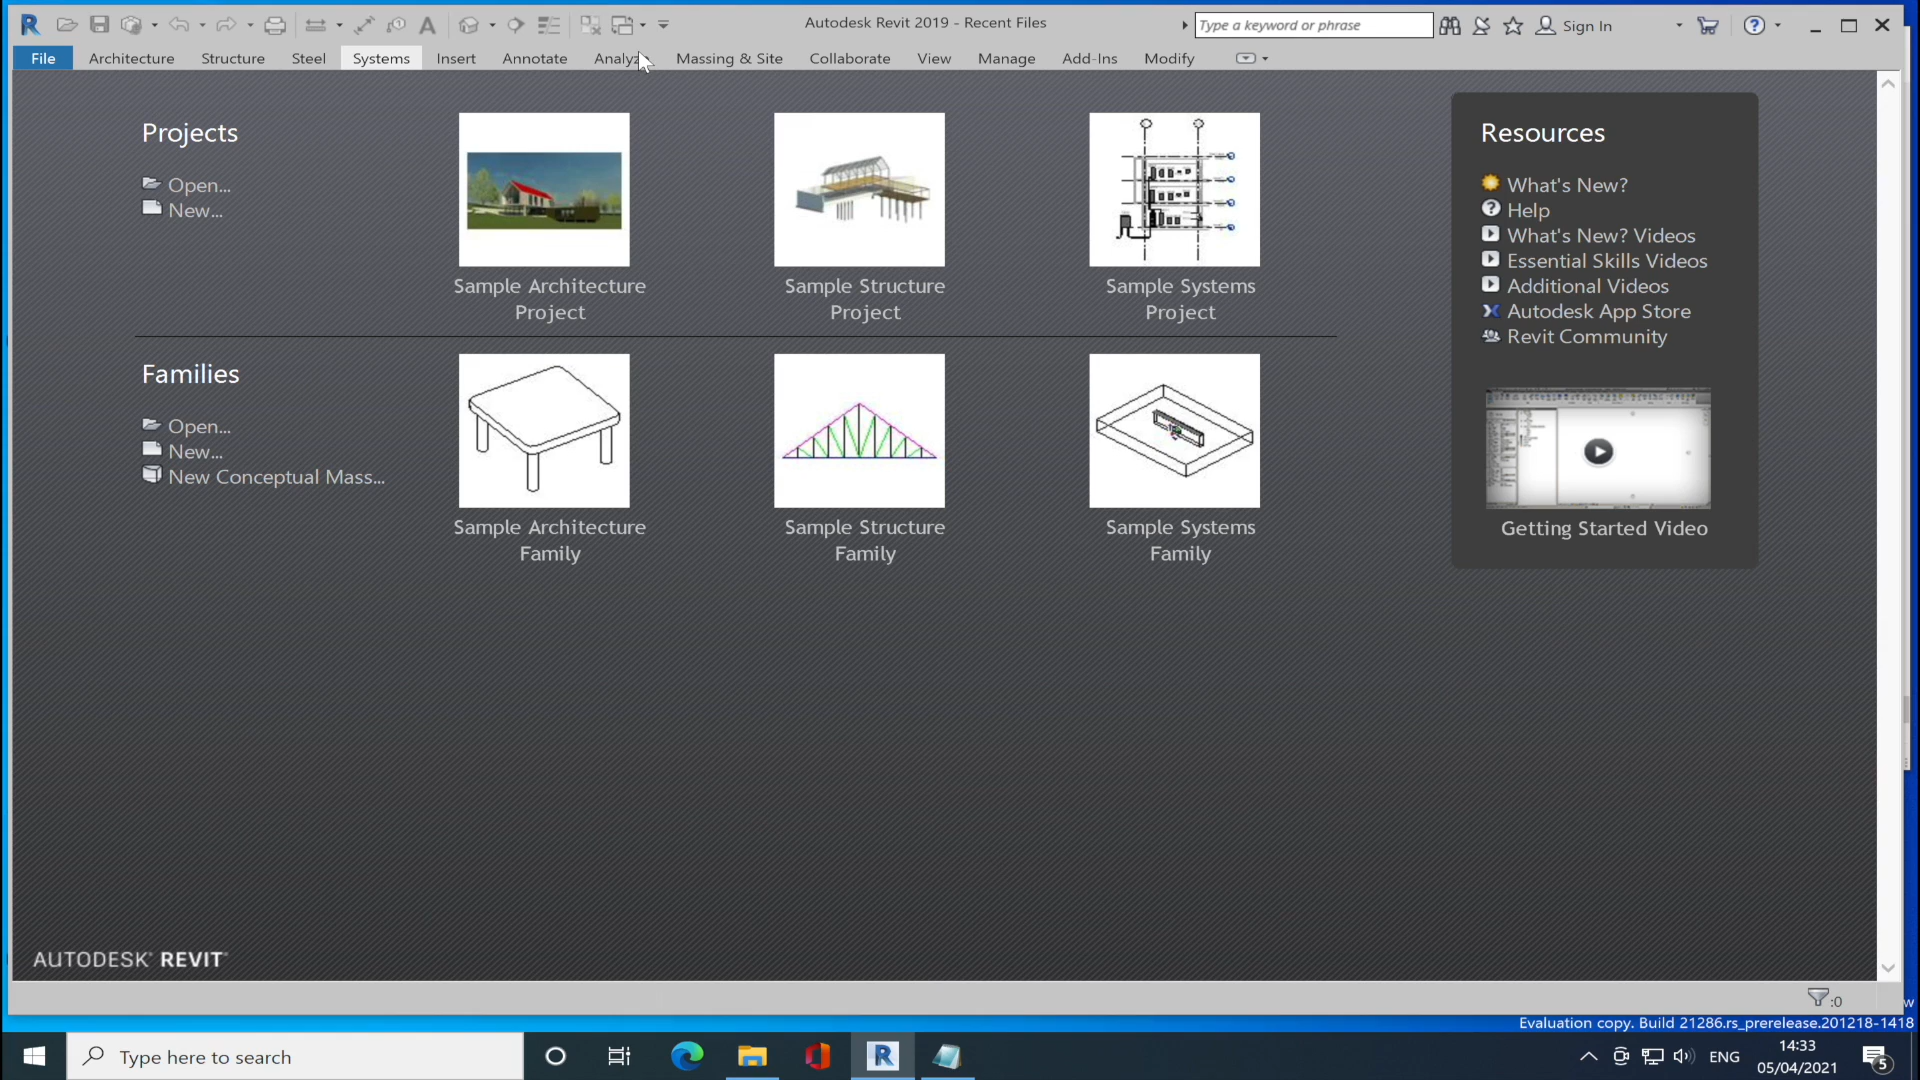 Autodesk Revit 2019 - Recent Files
Type a keyword or phrase
Sign In
File Architecture Structure Steel Systems Insert Annotate Massing & Site Collaborate View Manage Add-Ins Modify
Projects
Open...
New...
Sample Architecture
Project
Sample Structure
Project
Sample Systems
Project
Families
Open...
New...
New Conceptual Mass...
Sample Architecture
Family
Sample Structure
Family
Sample Systems
Family
Resources
What's New?
Help
What's New? Videos
Essential Skills Videos
Additional Videos
Autodesk App Store
Revit Community
Getting Started Video
AUTODESK® REVIT®
:0
w
Evaluation copy. Build 21286.rs_prerelease.201218-1418
Type here to search
ENG
14:33
05/04/2021
5